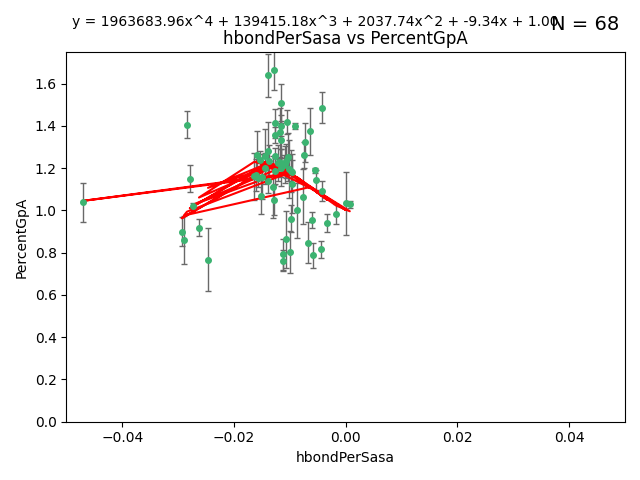 y = 1963683.96x^4 + 139415.18x^3 + 2037.74x^2 + -9.34x + 1.00
N = 68
hbondPerSasa vs PercentGpA
1.6
1.4
1.2
1.0
0.8
0.6
0.4
0.2
0.0
PercentGpA
−0.04 −0.02 0.00 0.02 0.04
hbondPerSasa